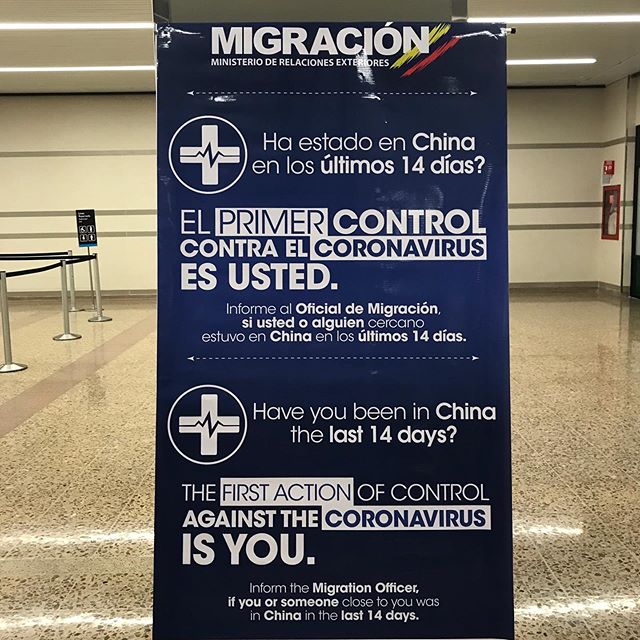 MIGRACIÓN
MINISTERIO DE RELACIONES EXTERIORES
Ha estado en China
en los últimos 14 días?
EL PRIMER CONTROL
CONTRA EL CORONAVIRUS
ES USTED.
Informe al Oficial de Migración,
si usted o alguien cercano
estuvo en China en los últimos 14 días.
Have you been in China
the last 14 days?
THE FIRST ACTION OF CONTROL
AGAINST THE CORONAVIRUS
IS YOU.
Inform the Migration Officer,
if you or someone close to you was
in China in the last 14 days.